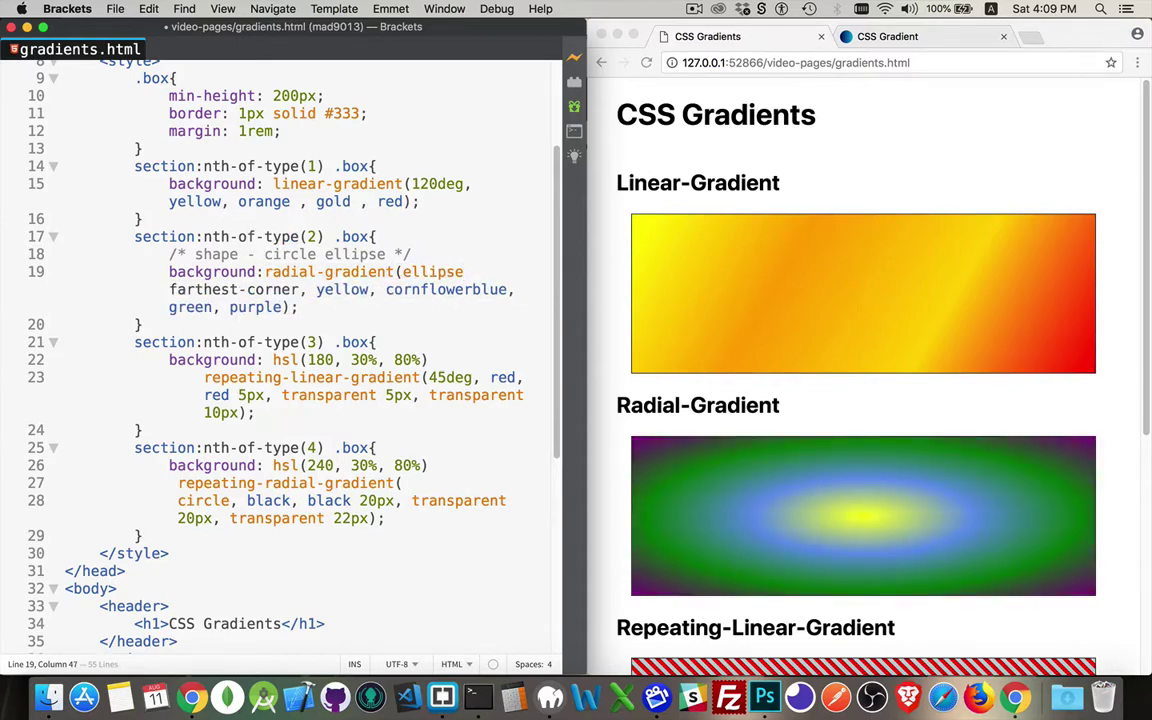 Brackets File Edit Find View Navigate Templates Emmet Window Debug Help 100% A Sat 4:09 PM
• video-pages/gradients.html (mad9013) — Brackets
gradients.html
8 <style>
9 .box{
10 min-height: 200px;
11 border: 1px solid #333;
12 margin: 1rem;
13 }
14 section:nth-of-type(1) .box{
15 background: linear-gradient(120deg,
yellow, orange , gold , red);
16 }
17 section:nth-of-type(2) .box{
18 /* shape - circle ellipse */
19 background:radial-gradient(ellipse
farthest-corner, yellow, cornflowerblue,
green, purple);
20 }
21 section:nth-of-type(3) .box{
22 background: hsl(180, 30%, 80%)
23 repeating-linear-gradient(45deg, red,
red 5px, transparent 5px, transparent
10px);
24 }
25 section:nth-of-type(4) .box{
26 background: hsl(240, 30%, 80%)
27 repeating-radial-gradient(
28 circle, black, black 20px, transparent
20px, transparent 22px);
29 }
30 </style>
31 </head>
32 <body>
33 <header>
34 <h1>CSS Gradients</h1>
35 </header>
Line 19, Column 47 — 55 Lines INS UTF-8 HTML Spaces: 4
CSS Gradients × CSS Gradient ×
127.0.0.1:52866/video-pages/gradients.html
CSS Gradients
Linear-Gradient
Radial-Gradient
Repeating-Linear-Gradient
AUG
11